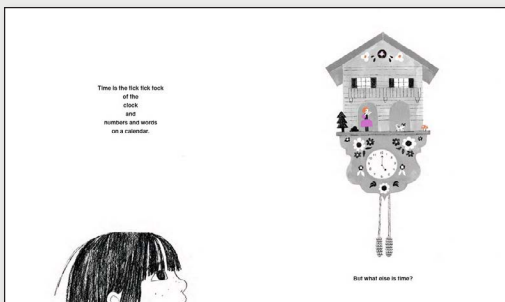 Time is the tick tick tock
of the
clock
and
numbers and words
on a calendar.
But what else is time?